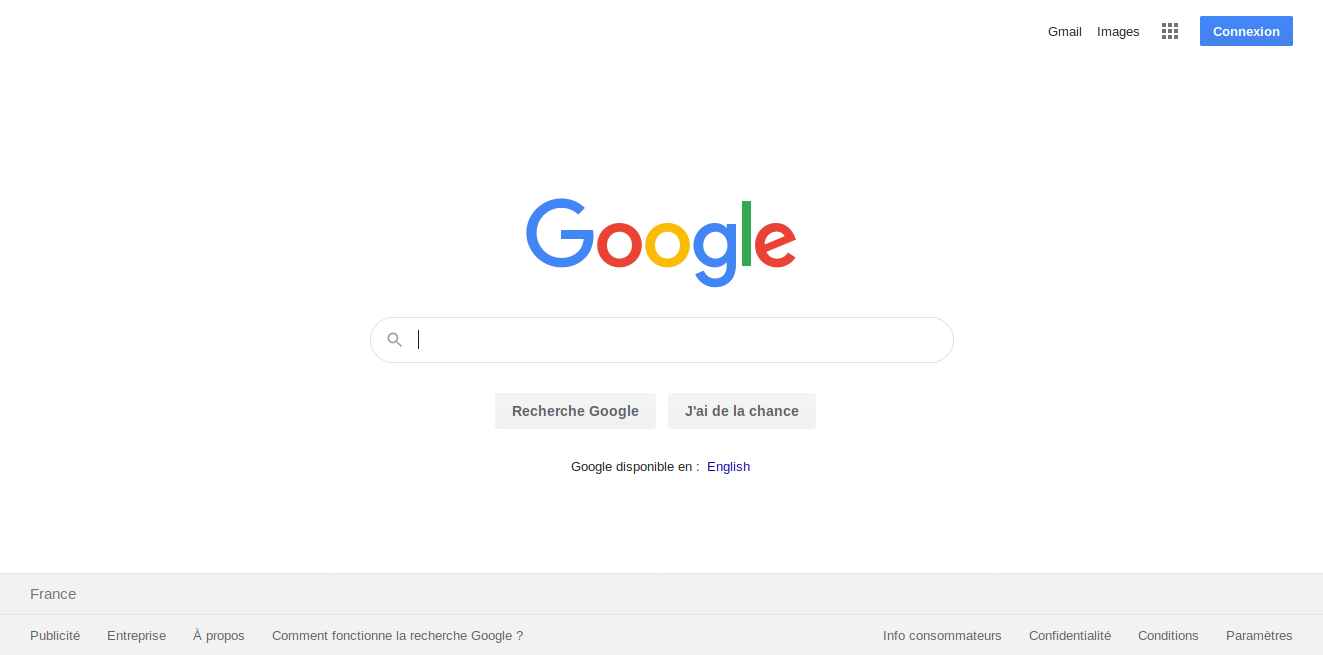 Gmail Images Connexion
Google
Recherche Google J'ai de la chance
Google disponible en : English
France
Publicité Entreprise À propos Comment fonctionne la recherche Google ? Info consommateurs Confidentialité Conditions Paramètres